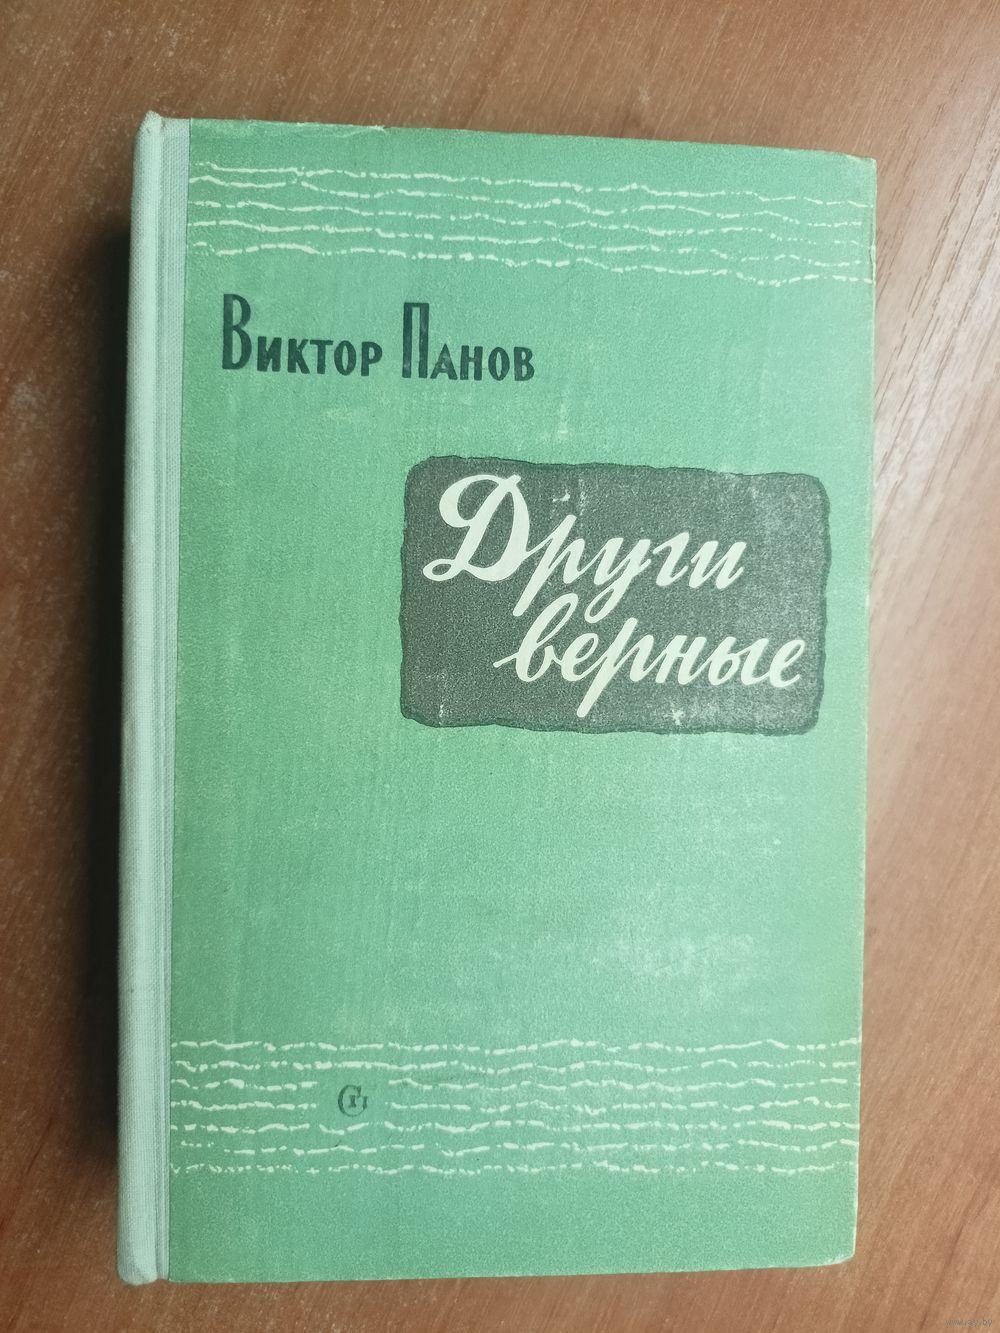 Виктор Панов
Други
верные